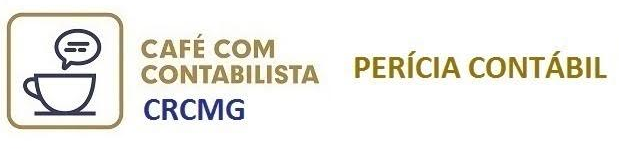 CAFÉ COM
CONTABILISTA
CRCMG
PERÍCIA CONTÁBIL